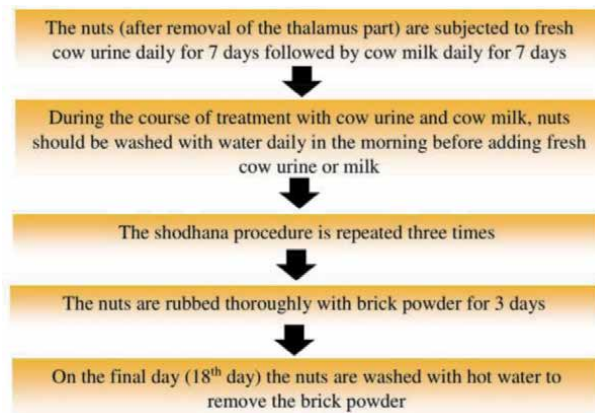 The nuts (after removal of the thalamus part) are subjected to fresh
cow urine daily for 7 days followed by cow milk daily for 7 days
During the course of treatment with cow urine and cow milk, nuts
should be washed with water daily in the morning before adding fresh
cow urine or milk
The shodhana procedure is repeated three times
The nuts are rubbed thoroughly with brick powder for 3 days
On the final day (18th day) the nuts are washed with hot water to
remove the brick powder